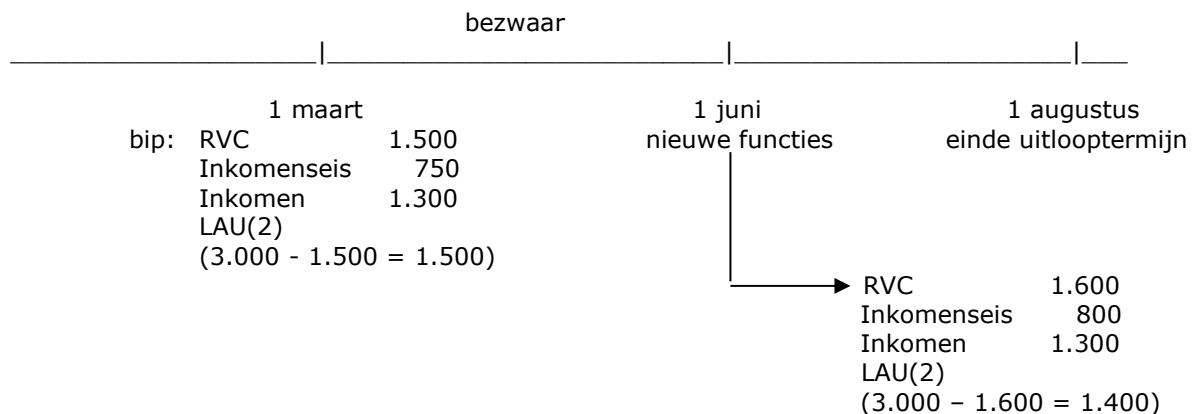 bezwaar
1 maart 1 juni 1 augustus
bip: RVC 1.500 nieuwe functies einde uitlooptermijn
Inkomenseis 750
Inkomen 1.300
LAU(2)
(3.000 - 1.500 = 1.500)
RVC 1.600
Inkomenseis 800
Inkomen 1.300
LAU(2)
(3.000 – 1.600 = 1.400)